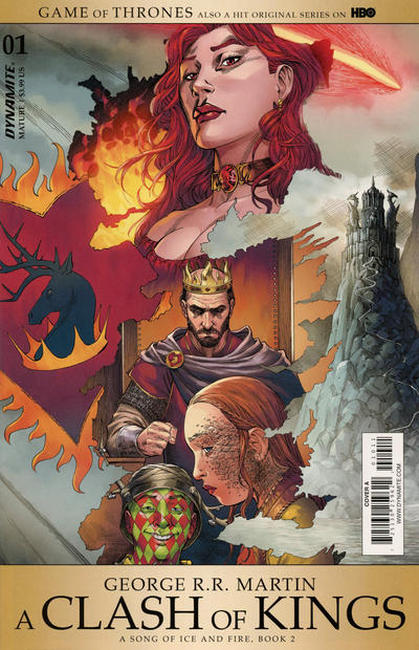 GAME OF THRONES ALSO A HIT ORIGINAL SERIES ON HBO
01
DYNAMITE.
MATURE | $3.99 US
01011
COVER A
WWW.DYNAMITE.COM
GEORGE R.R. MARTIN
A CLASH OF KINGS
A SONG OF ICE AND FIRE, BOOK 2